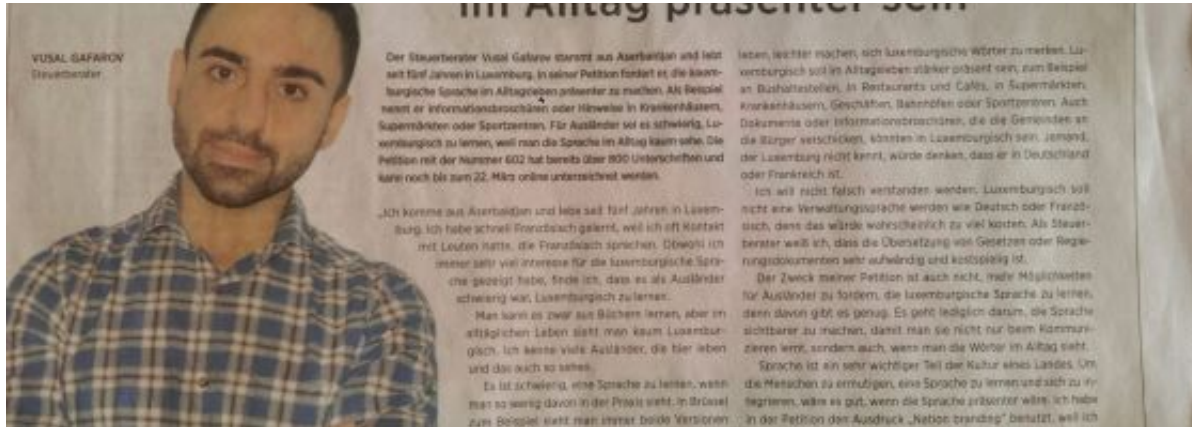 im Alltag präsenter sein
VUSAL GAFAROV
Steuerberater
Der Steuerberater Vusal Gafarov stammt aus Aserbaidjan und lebt
seit fünf Jahren in Luxemburg. In seiner Petition fordert er, die luxem-
burgische Sprache im Alltagsleben präsenter zu machen. Als Beispiel
nennt er Informationsbroschüren oder Hinweise in Krankenhäusern,
Supermärkten oder Sportzentren. Für Ausländer sei es schwierig, Lu-
xemburgisch zu lernen, weil man die Sprache im Alltag kaum sehe. Die
Petition mit der Nummer 602 hat bereits über 800 Unterschriften und
kann noch bis zum 22. März online unterzeichnet werden.
„Ich komme aus Aserbaidjan und lebe seit fünf Jahren in Luxem-
burg. Ich habe schnell Französisch gelernt, weil ich oft Kontakt
mit Leuten hatte, die Französisch sprechen. Obwohl ich
immer sehr viel Interesse für die luxemburgische Spra-
che gezeigt habe, finde ich, dass es als Ausländer
schwierig war, Luxemburgisch zu lernen.
Man kann es zwar aus Büchern lernen, aber im
alltäglichen Leben sieht man kaum Luxembur-
gisch. Ich kenne viele Ausländer, die hier leben
und das auch so sehen.
Es ist schwierig, eine Sprache zu lernen, wenn
man so wenig davon in der Praxis sieht. In Brüssel
zum Beispiel sieht man immer beide Versionen
leben, leichter machen, sich luxemburgische Wörter zu merken. Lu-
xemburgisch soll im Alltagsleben stärker präsent sein, zum Beispiel
an Bushaltestellen, in Restaurants und Cafés, in Supermärkten,
Krankenhäusern, Geschäften, Bahnhöfen oder Sportzentren. Auch
Dokumente oder Informationsbroschüren, die die Gemeinden an
die Bürger verschicken, könnten in Luxemburgisch sein. Jemand,
der Luxemburg nicht kennt, würde denken, dass er in Deutschland
oder Frankreich ist.
Ich will nicht falsch verstanden werden. Luxemburgisch soll
nicht eine Verwaltungssprache werden wie Deutsch oder Franzö-
sisch, denn das würde wahrscheinlich zu viel kosten. Als Steuer-
berater weiß ich, dass die Übersetzung von Gesetzen oder Regie-
rungsdokumenten sehr aufwändig und kostspielig ist.
Der Zweck meiner Petition ist auch nicht, mehr Möglichkeiten
für Ausländer zu fordern, die luxemburgische Sprache zu lernen,
denn davon gibt es genug. Es geht lediglich darum, die Sprache
sichtbarer zu machen, damit man sie nicht nur beim Kommuni-
zieren lernt, sondern auch, wenn man die Wörter im Alltag sieht.
Sprache ist ein sehr wichtiger Teil der Kultur eines Landes. Um
die Menschen zu ermutigen, eine Sprache zu lernen und sich zu in-
tegrieren, wäre es gut, wenn die Sprache präsenter wäre. Ich habe
in der Petition den Ausdruck „Nation branding" benutzt, weil ich